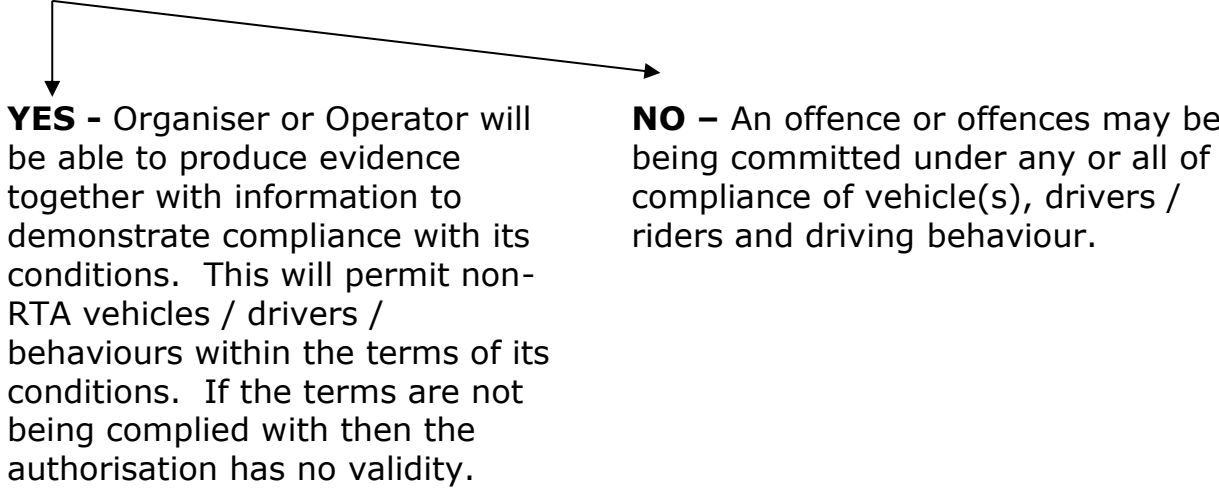 YES - Organiser or Operator will
be able to produce evidence
together with information to
demonstrate compliance with its
conditions.  This will permit non-
RTA vehicles / drivers /
behaviours within the terms of its
conditions.  If the terms are not
being complied with then the
authorisation has no validity.
NO – An offence or offences may be
being committed under any or all of
compliance of vehicle(s), drivers /
riders and driving behaviour.